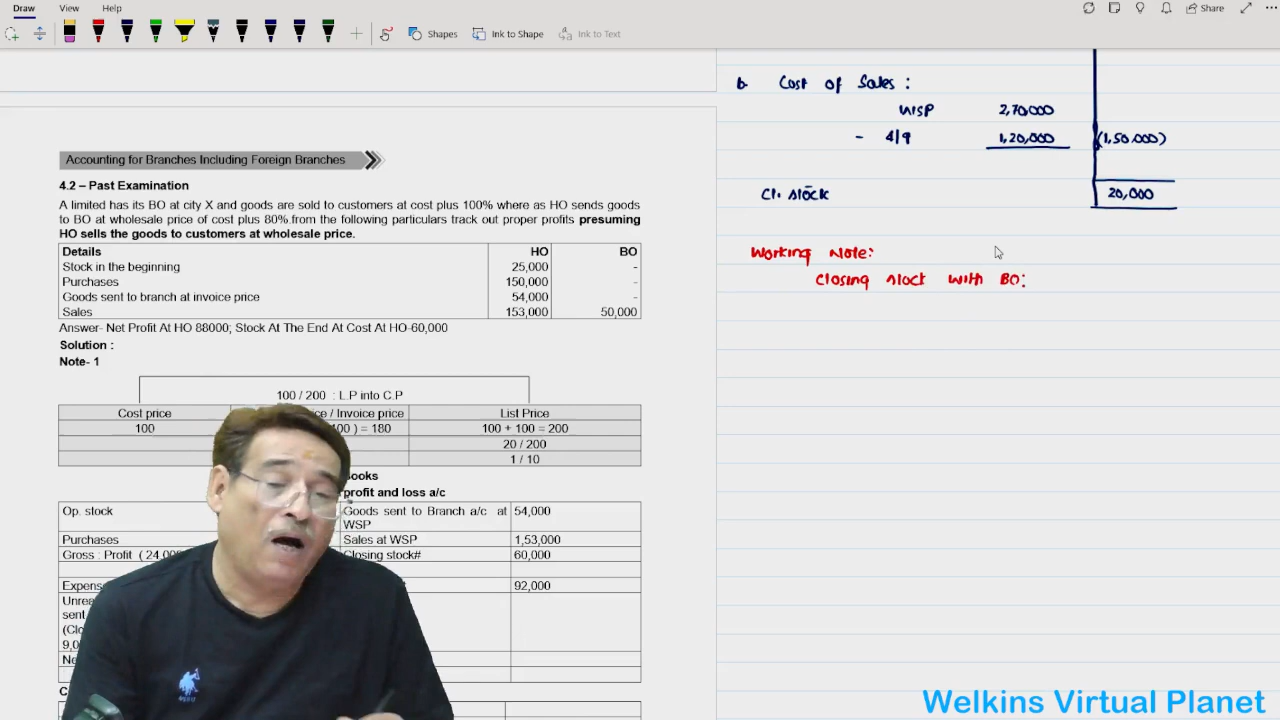 Draw View Help
Share
Shapes Ink to Shape Ink to Text
Accounting for Branches Including Foreign Branches
4.2 – Past Examination
A limited has its BO at city X and goods are sold to customers at cost plus 100% where as HO sends goods
to BO at wholesale price of cost plus 80%.from the following particulars track out proper profits presuming
HO sells the goods to customers at wholesale price.
Details HO BO
Stock in the beginning 25,000 -
Purchases 150,000 -
Goods sent to branch at invoice price 54,000 -
Sales 153,000 50,000
Answer- Net Profit At HO 88000; Stock At The End At Cost At HO-60,000
Solution :
Note- 1
100 / 200 : L.P into C.P
Cost price / Invoice price List Price
100 ) = 180 100 + 100 = 200
20 / 200
1 / 10
profit and loss a/c
Op. stock Goods sent to Branch a/c at WSP 54,000
Purchases Sales at WSP 1,53,000
Gross : Profit ( 24,000 Closing stock# 60,000
92,000
sent
b. Cost of Sales :
WSP 2,70,000
- 4/9 1,20,000 (1,50,000)
Cl. stock 20,000
Working Note:
Closing stock with BO:
Welkins Virtual Planet